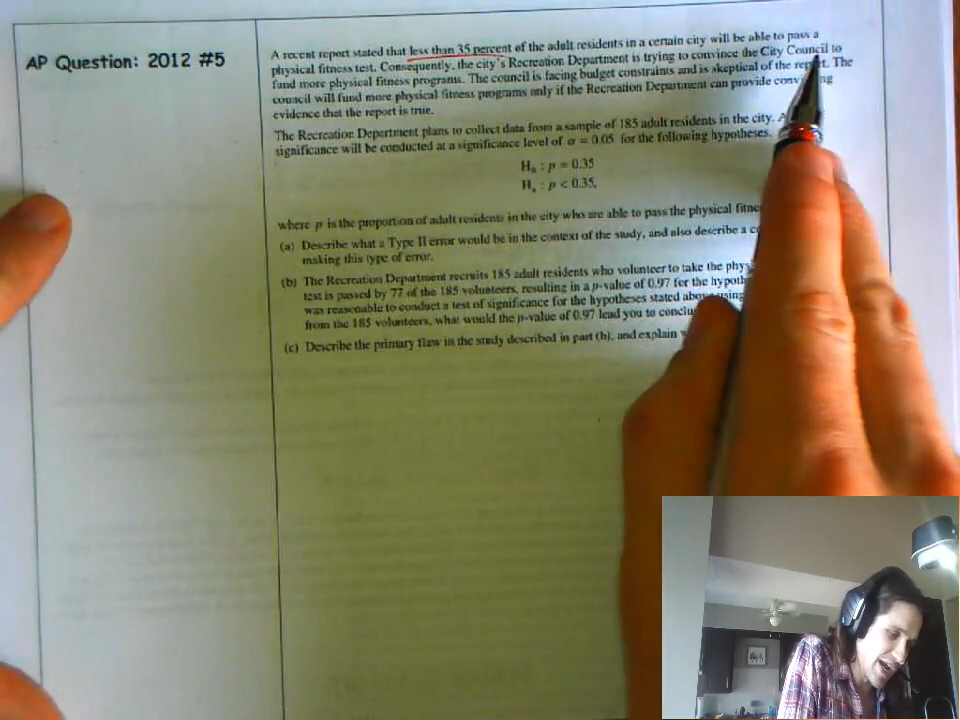 AP Question: 2012 #5
A recent report stated that less than 35 percent of the adult residents in a certain city will be able to pass a
physical fitness test. Consequently, the city's Recreation Department is trying to convince the City Council to
fund more physical fitness programs. The council is facing budget constraints and is skeptical of the report. The
council will fund more physical fitness programs only if the Recreation Department can provide
evidence that the report is true.
The Recreation Department plans to collect data from a sample of 185 adult residents in the city. A
significance will be conducted at a significance level of α = 0.05 for the following hypotheses.
H₀ : p = 0.35
Hₐ : p < 0.35,
where p is the proportion of adult residents in the city who are able to pass the physical
(a) Describe what a Type II error would be in the context of the study, and also describe a
making this type of error.
(b) The Recreation Department recruits 185 adult residents who volunteer to take the
test is passed by 77 of the 185 volunteers, resulting in a p-value of 0.97 for the
was reasonable to conduct a test of significance for the hypotheses stated above using
from the 185 volunteers, what would the p-value of 0.97 lead you to
(c) Describe the primary flaw in the study described in part (b), and explain